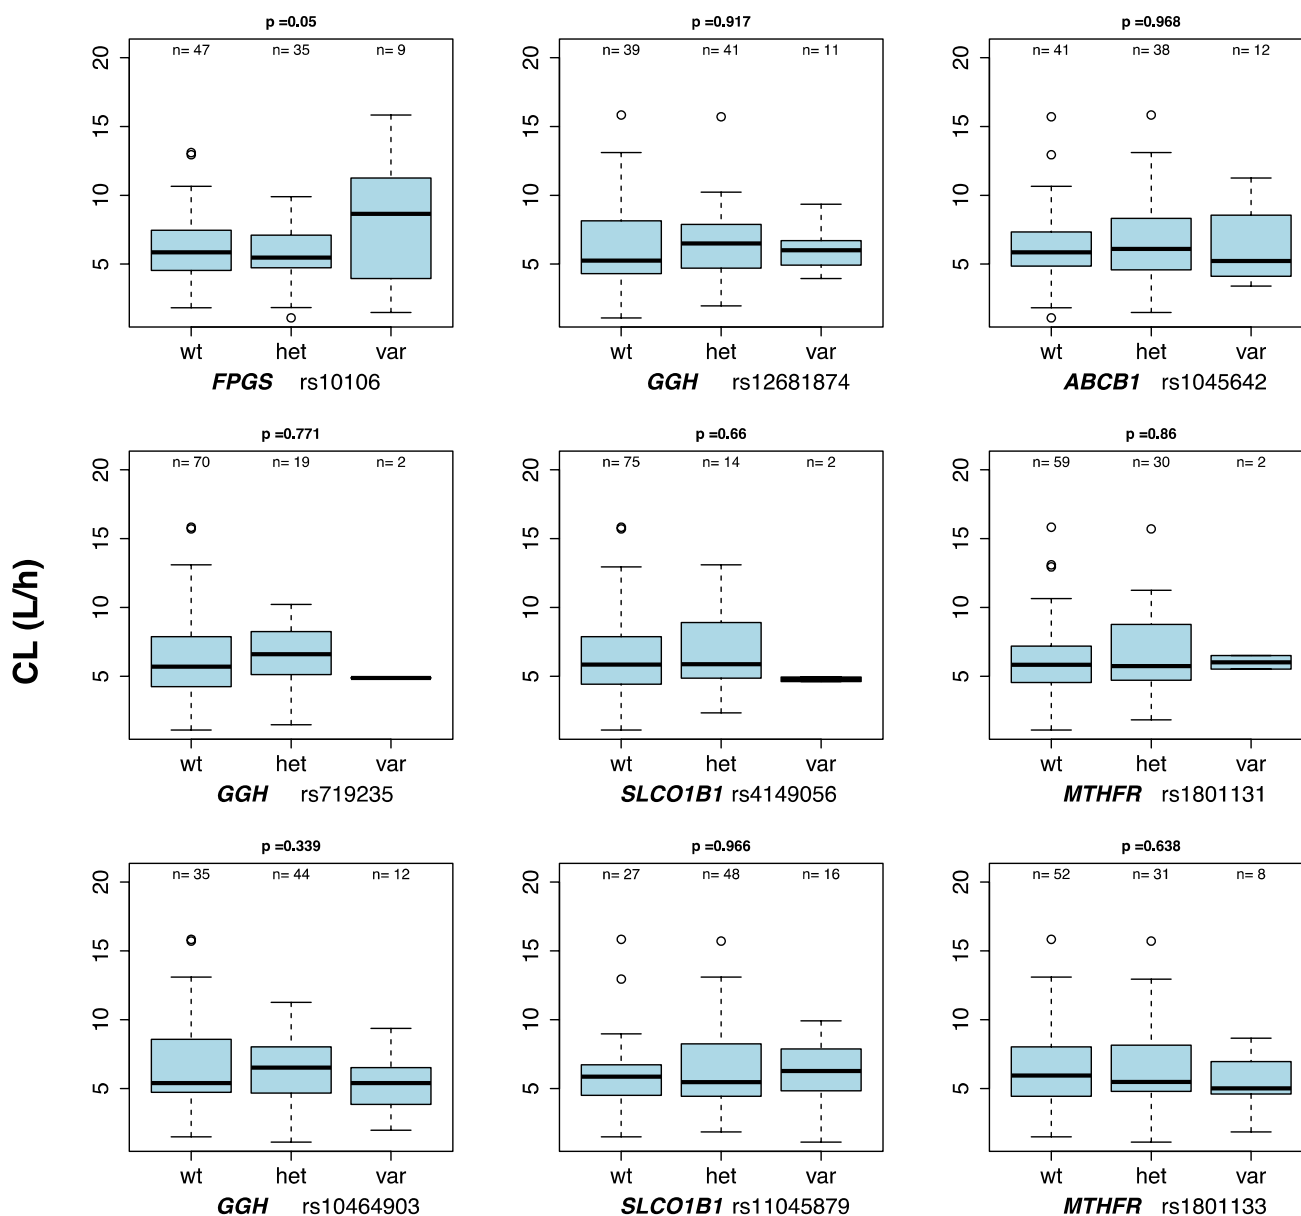 p =0.05
n= 47 n= 35 n= 9
20
15
10
5
wt het var
FPGS rs10106
p =0.917
n= 39 n= 41 n= 11
20
15
10
5
wt het var
GGH rs12681874
p =0.968
n= 41 n= 38 n= 12
20
15
10
5
wt het var
ABCB1 rs1045642
CL (L/h)
p =0.771
n= 70 n= 19 n= 2
20
15
10
5
wt het var
GGH rs719235
p =0.66
n= 75 n= 14 n= 2
20
15
10
5
wt het var
SLCO1B1 rs4149056
p =0.86
n= 59 n= 30 n= 2
20
15
10
5
wt het var
MTHFR rs1801131
p =0.339
n= 35 n= 44 n= 12
20
15
10
5
wt het var
GGH rs10464903
p =0.966
n= 27 n= 48 n= 16
20
15
10
5
wt het var
SLCO1B1 rs11045879
p =0.638
n= 52 n= 31 n= 8
20
15
10
5
wt het var
MTHFR rs1801133